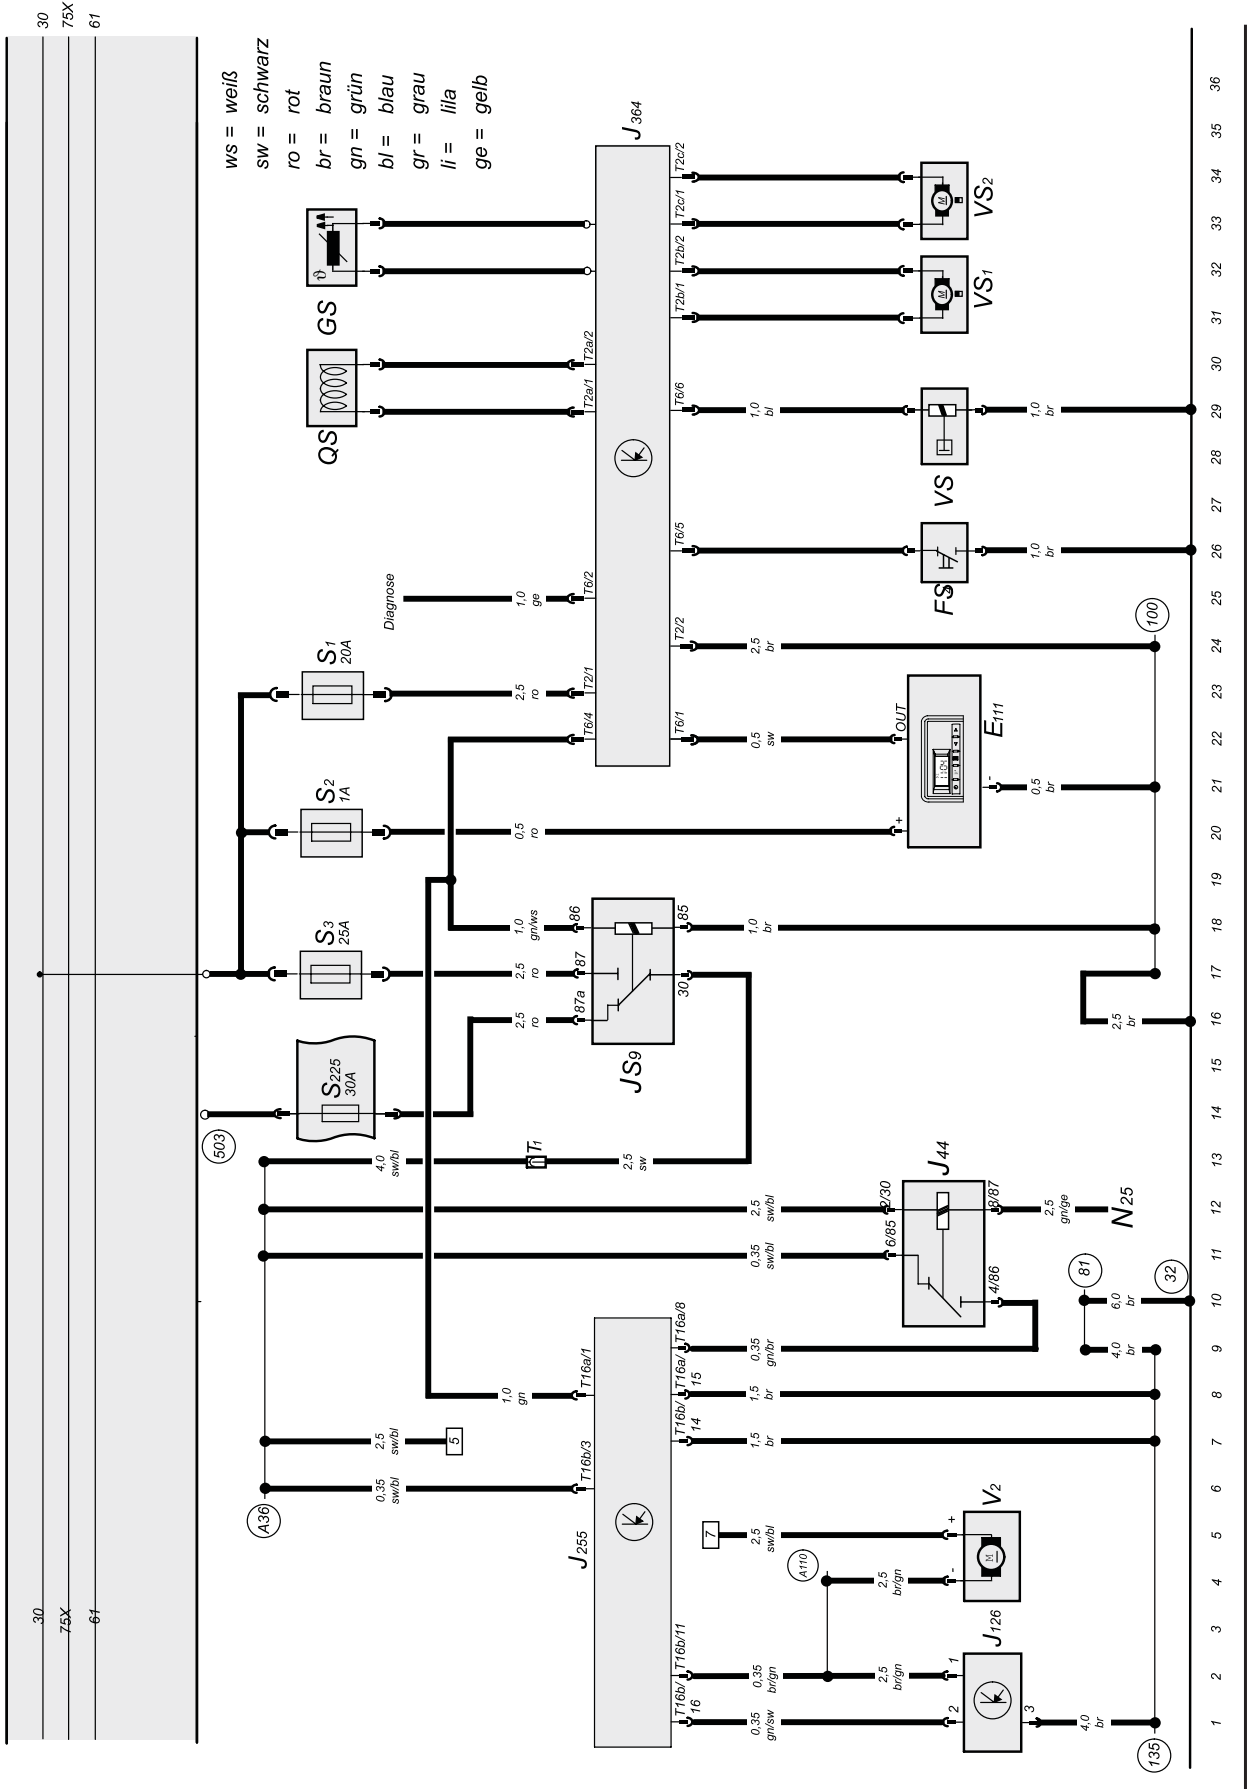 30
75X
61
30
75X
61
ws = weiß
sw = schwarz
ro = rot
br = braun
gn = grün
bl = blau
gr = grau
li = lila
ge = gelb
503
A36
S225
30A
S3
25A
S2
1A
S1
20A
QS
GS
Diagnose
0,35
sw/bl
2,5
sw/bl
5
1,0
gn
0,35
sw/bl
2,5
sw/bl
4,0
sw/bl
T1
2,5
sw
2,5
ro
2,5
ro
1,0
gn/ws
0,5
ro
2,5
ro
1,0
ge
87a
87
86
30
85
JS9
T6/4
T2/1
T6/2
T2a/1
T2a/2
J364
T6/1
T2/2
T6/5
T6/6
T2b/1
T2b/2
T2c/1
T2c/2
J255
T16b/3
T16a/1
T16b/
16
T16b/11
T16b/
14
T16a/
15
T16a/8
0,35
gn/sw
0,35
br/gn
2,5
br/gn
2,5
br/gn
7
2,5
sw/bl
A110
1,5
br
1,5
br
0,35
gn/br
1,0
br
0,5
sw
2,5
br
1,0
bl
2
1
3
J126
-
+
M
V2
6/85
2/30
4/86
8/87
J44
2,5
gn/ge
N25
+
OUT
-
E111
0,5
br
FS
1,0
br
VS
1,0
br
M
VS1
M
VS2
4,0
br
135
4,0
br
81
6,0
br
32
2,5
br
100
1
2
3
4
5
6
7
8
9
10
11
12
13
14
15
16
17
18
19
20
21
22
23
24
25
26
27
28
29
30
31
32
33
34
35
36